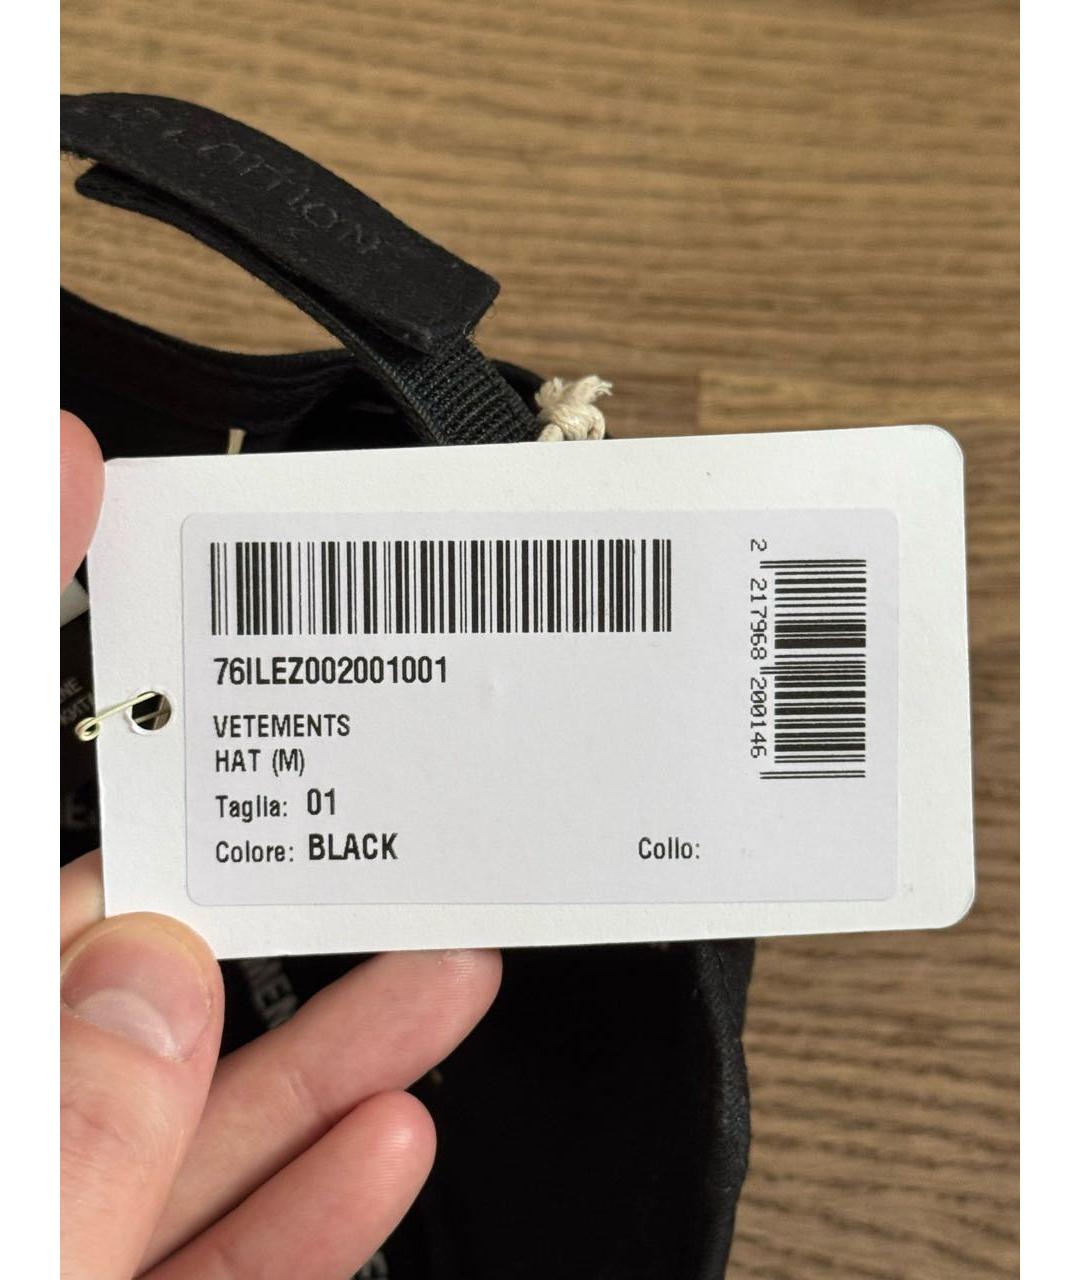 76ILEZ002001001
VETEMENTS
HAT (M)
Taglia: 01
Colore: BLACK
Collo:
2 217968 200146